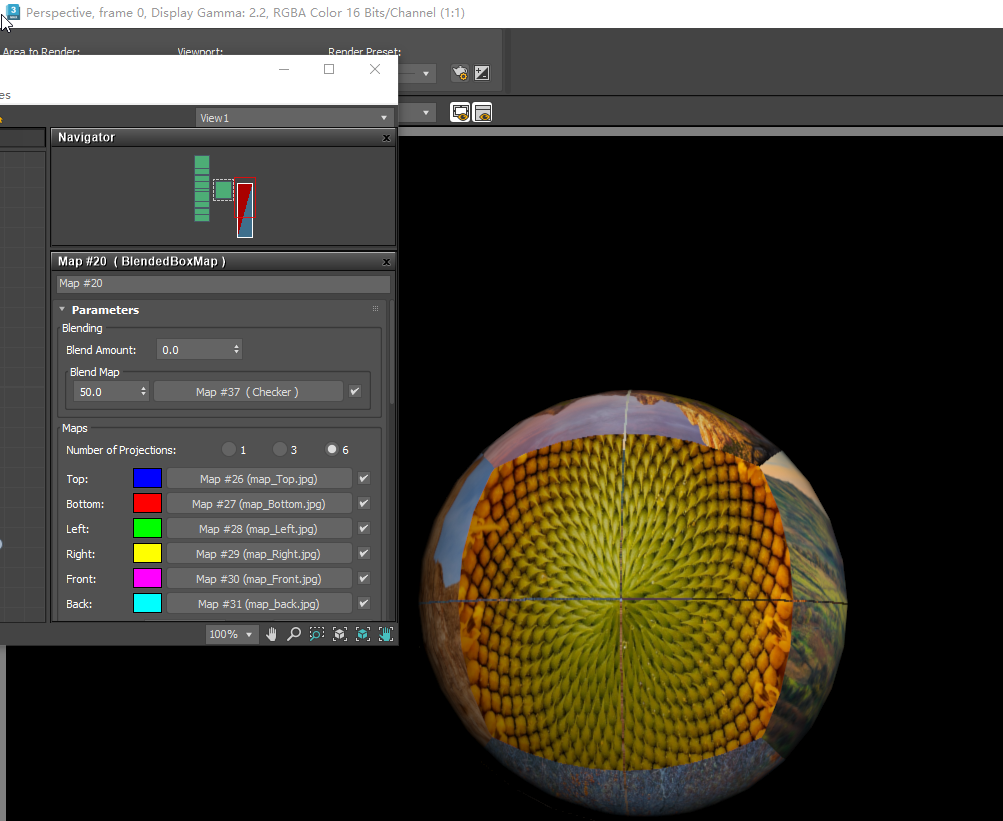 Perspective, frame 0, Display Gamma: 2.2, RGBA Color 16 Bits/Channel (1:1)
Area to Render: Viewport: Render Preset:
es
View1
Navigator
Map #20 ( BlendedBoxMap )
Map #20
Parameters
Blending
Blend Amount: 0.0
Blend Map
50.0 Map #37 ( Checker )
Maps
Number of Projections: 1 3 6
Top: Map #26 (map_Top.jpg)
Bottom: Map #27 (map_Bottom.jpg)
Left: Map #28 (map_Left.jpg)
Right: Map #29 (map_Right.jpg)
Front: Map #30 (map_Front.jpg)
Back: Map #31 (map_back.jpg)
100%